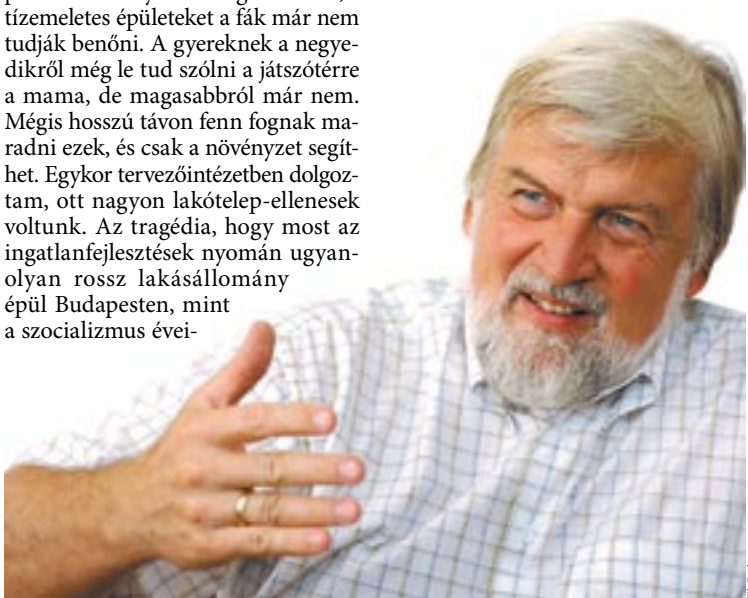 tízemeletes épületeket a fák már nem
tudják benőni. A gyereknek a negye-
dikről még le tud szólni a játszótérre
a mama, de magasabbról már nem.
Mégis hosszú távon fenn fognak ma-
radni ezek, és csak a növényzet segít-
het. Egykor tervezőintézetben dolgoz-
tam, ott nagyon lakótelep-ellenesek
voltunk. Az tragédia, hogy most az
ingatlanfejlesztések nyomán ugyan-
olyan rossz lakásállomány
épül Budapesten, mint
a szocializmus évei-